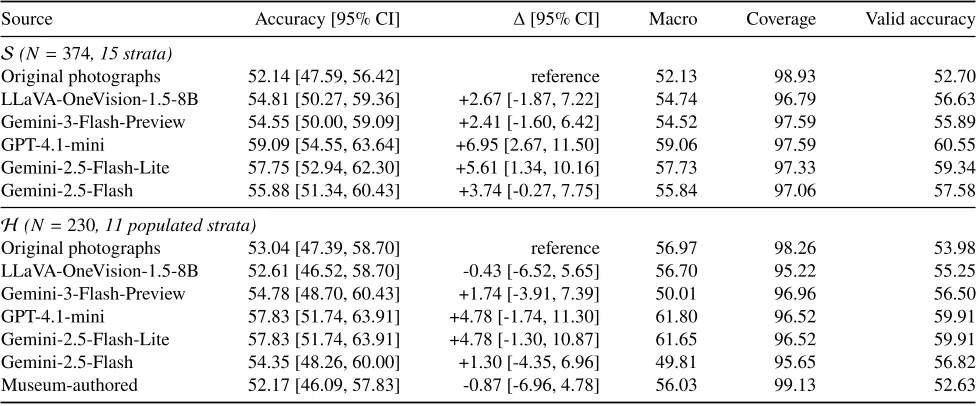 Source Accuracy [95% CI] Δ [95% CI] Macro Coverage Valid accuracy
S (N = 374, 15 strata)
Original photographs 52.14 [47.59, 56.42] reference 52.13 98.93 52.70
LLaVA-OneVision-1.5-8B 54.81 [50.27, 59.36] +2.67 [-1.87, 7.22] 54.74 96.79 56.63
Gemini-3-Flash-Preview 54.55 [50.00, 59.09] +2.41 [-1.60, 6.42] 54.52 97.59 55.89
GPT-4.1-mini 59.09 [54.55, 63.64] +6.95 [2.67, 11.50] 59.06 97.59 60.55
Gemini-2.5-Flash-Lite 57.75 [52.94, 62.30] +5.61 [1.34, 10.16] 57.73 97.33 59.34
Gemini-2.5-Flash 55.88 [51.34, 60.43] +3.74 [-0.27, 7.75] 55.84 97.06 57.58
H (N = 230, 11 populated strata)
Original photographs 53.04 [47.39, 58.70] reference 56.97 98.26 53.98
LLaVA-OneVision-1.5-8B 52.61 [46.52, 58.70] -0.43 [-6.52, 5.65] 56.70 95.22 55.25
Gemini-3-Flash-Preview 54.78 [48.70, 60.43] +1.74 [-3.91, 7.39] 50.01 96.96 56.50
GPT-4.1-mini 57.83 [51.74, 63.91] +4.78 [-1.74, 11.30] 61.80 96.52 59.91
Gemini-2.5-Flash-Lite 57.83 [51.74, 63.91] +4.78 [-1.30, 10.87] 61.65 96.52 59.91
Gemini-2.5-Flash 54.35 [48.26, 60.00] +1.30 [-4.35, 6.96] 49.81 95.65 56.82
Museum-authored 52.17 [46.09, 57.83] -0.87 [-6.96, 4.78] 56.03 99.13 52.63